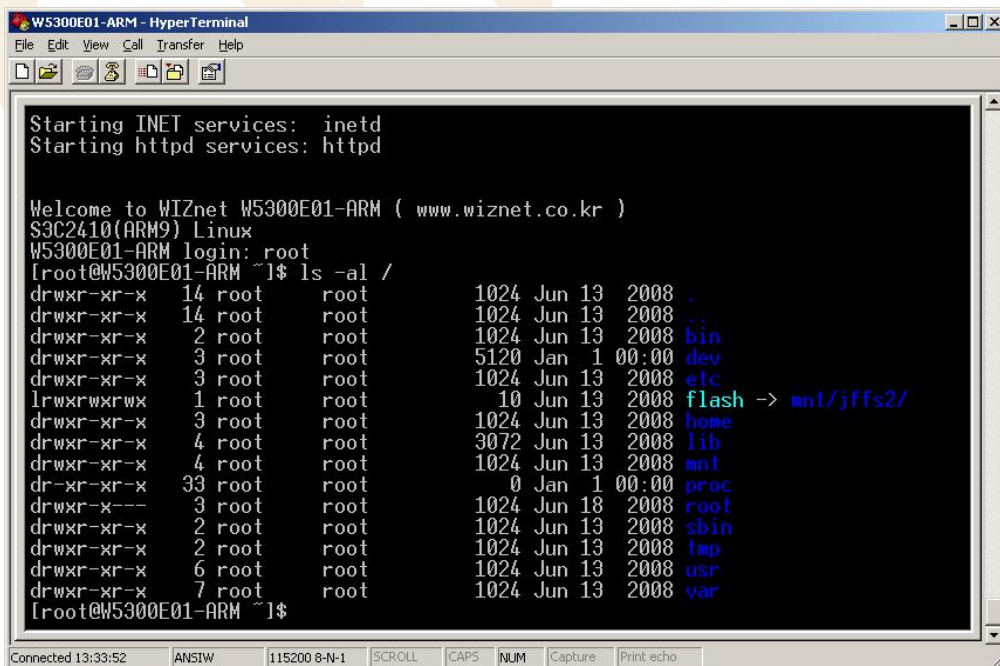 W5300E01-ARM - HyperTerminal
File Edit View Call Transfer Help
Starting INET services:  inetd
Starting httpd services: httpd
Welcome to WIZnet W5300E01-ARM ( www.wiznet.co.kr )
S3C2410(ARM9) Linux
W5300E01-ARM login: root
[root@W5300E01-ARM ~]$ ls -al /
drwxr-xr-x   14 root     root         1024 Jun 13  2008 .
drwxr-xr-x   14 root     root         1024 Jun 13  2008 ..
drwxr-xr-x    2 root     root         1024 Jun 13  2008 bin
drwxr-xr-x    3 root     root         5120 Jan  1 00:00 dev
drwxr-xr-x    3 root     root         1024 Jun 13  2008 etc
lrwxrwxrwx    1 root     root           10 Jun 13  2008 flash -> mnt/jffs2/
drwxr-xr-x    3 root     root         1024 Jun 13  2008 home
drwxr-xr-x    4 root     root         3072 Jun 13  2008 lib
drwxr-xr-x    4 root     root         1024 Jun 13  2008 mnt
dr-xr-xr-x   33 root     root            0 Jan  1 00:00 proc
drwxr-x---    3 root     root         1024 Jun 18  2008 root
drwxr-xr-x    2 root     root         1024 Jun 13  2008 sbin
drwxr-xr-x    2 root     root         1024 Jun 13  2008 tmp
drwxr-xr-x    6 root     root         1024 Jun 13  2008 usr
drwxr-xr-x    7 root     root         1024 Jun 13  2008 var
[root@W5300E01-ARM ~]$
Connected 13:33:52 ANSIW 115200 8-N-1 SCROLL CAPS NUM Capture Print echo